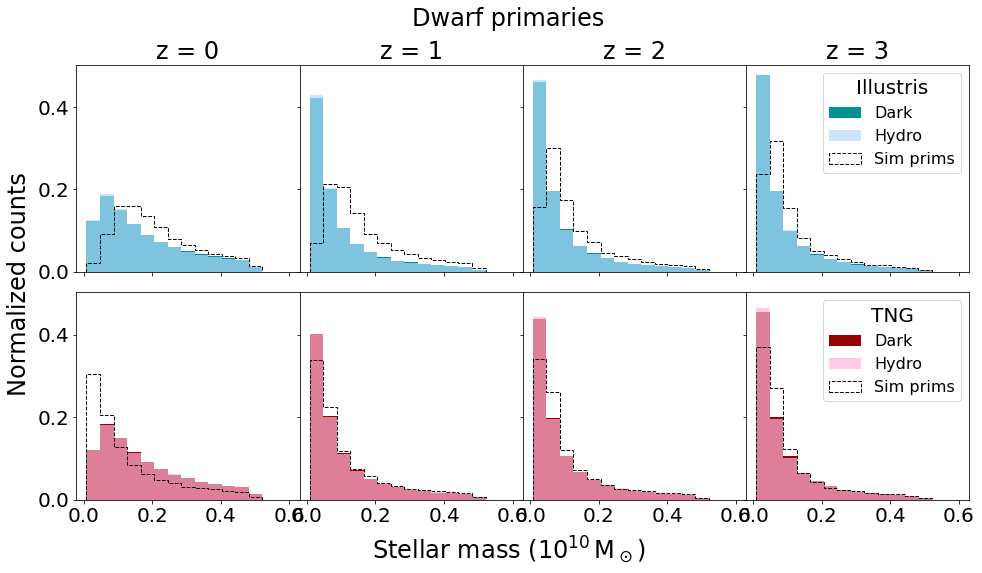 Dwarf primaries
z = 0
z = 1
z = 2
z = 3
Normalized counts
0.4
0.2
0.0
Illustris
Dark
Hydro
Sim prims
0.4
0.2
0.0
TNG
Dark
Hydro
Sim prims
0.0 0.2 0.4 0.6
0.0 0.2 0.4 0.6
0.0 0.2 0.4 0.6
0.0 0.2 0.4 0.6
Stellar mass (10^10 M_⊙)